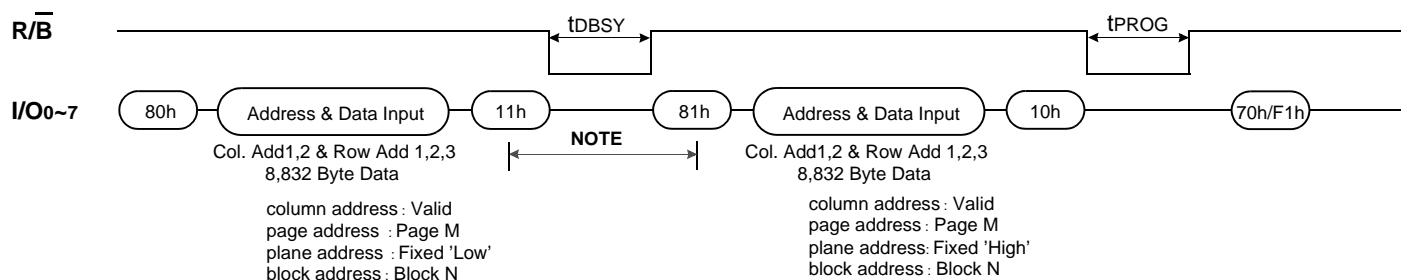 R/B tDBSY tPROG
I/O0~7 80h Address & Data Input 11h 81h Address & Data Input 10h 70h/F1h
NOTE
Col. Add1,2 & Row Add 1,2,3
8,832 Byte Data
column address : Valid
page address : Page M
plane address : Fixed 'Low'
block address : Block N
Col. Add1,2 & Row Add 1,2,3
8,832 Byte Data
column address : Valid
page address : Page M
plane address: Fixed 'High'
block address : Block N